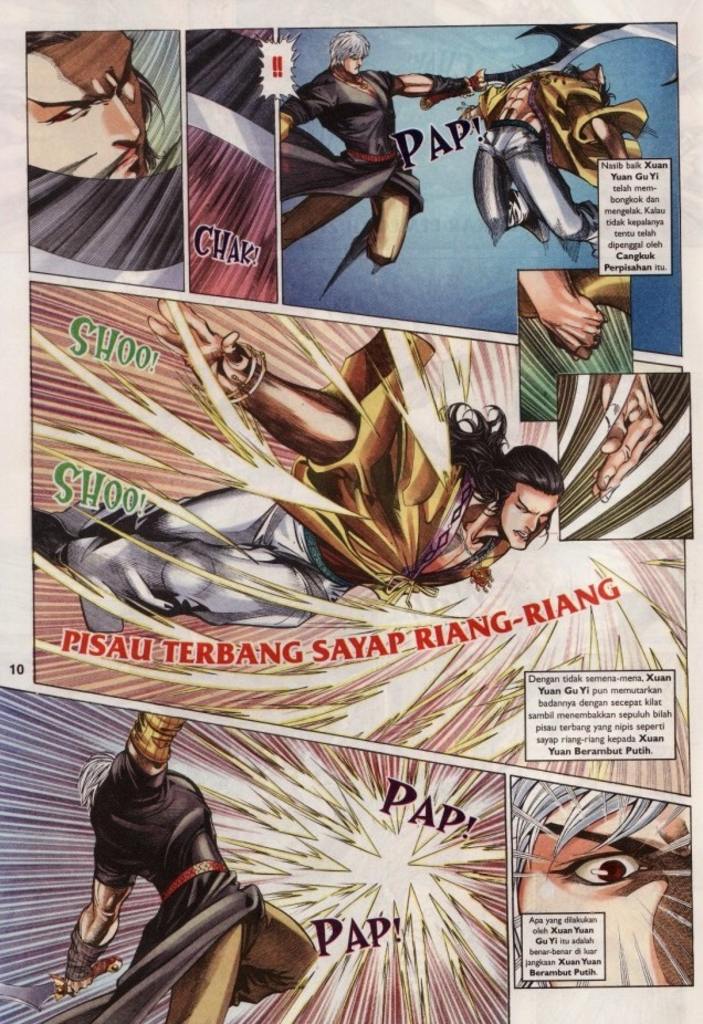 !!
CHAK!
PAP!
Nasib baik Xuan
Yuan Gu Yi
telah mem-
bongkok dan
mengelak. Kalau
tidak kepalanya
tentu telah
dipenggal oleh
Cangkuk
Perpisahan itu.
SHOO!
SHOO!
PISAU TERBANG SAYAP RIANG-RIANG
Dengan tidak semena-mena, Xuan
Yuan Gu Yi pun memutarkan
badannya dengan secepat kilat
sambil menembakkan sepuluh bilah
pisau terbang yang nipis seperti
sayap riang-riang kepada Xuan
Yuan Berambut Putih.
10
PAP!
PAP!
Apa yang dilakukan
oleh Xuan Yuan
Gu Yi itu adalah
benar-benar di luar
jangkaan Xuan Yuan
Berambut Putih.